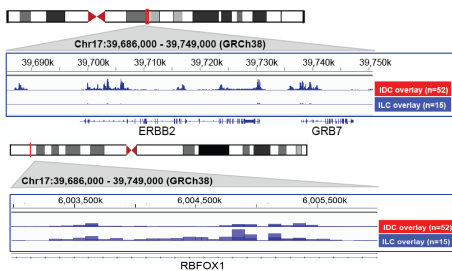 Chr17:39,686,000 - 39,749,000 (GRCh38)
39,690k 39,700k 39,710k 39,720k 39,730k 39,740k 39,750k
IDC overlay (n=52)
ILC overlay (n=15)
ERBB2 GRB7
Chr17:39,686,000 - 39,749,000 (GRCh38)
6,003,500k 6,004,500k 6,005,500k
IDC overlay (n=52)
ILC overlay (n=15)
RBFOX1